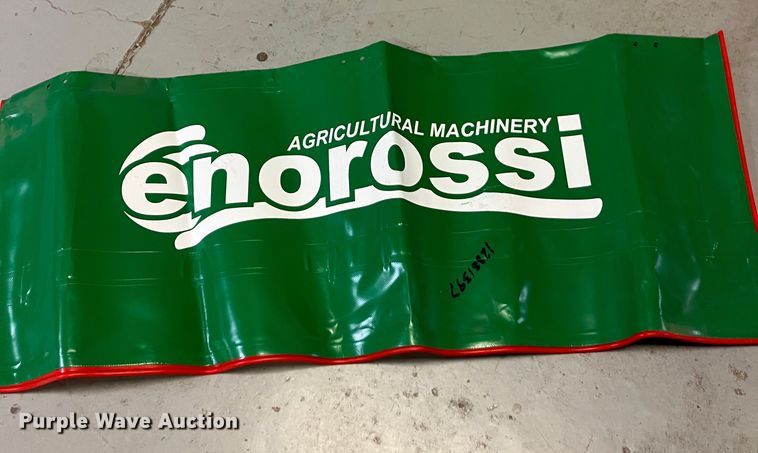 AGRICULTURAL MACHINERY
enorossi
Purple Wave Auction